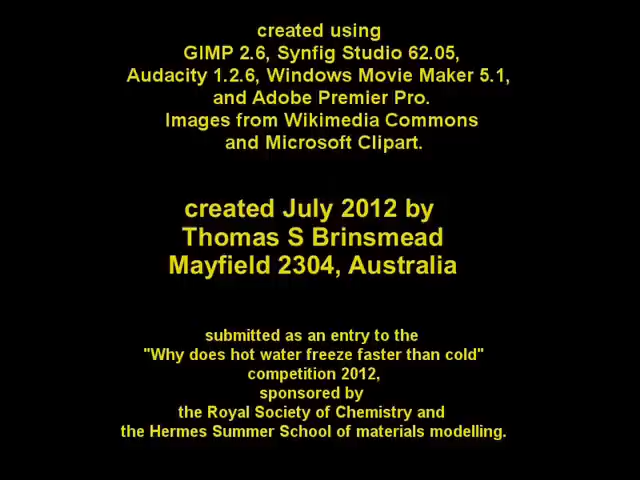 created using
GIMP 2.6, Synfig Studio 62.05,
Audacity 1.2.6, Windows Movie Maker 5.1,
and Adobe Premier Pro.
Images from Wikimedia Commons
and Microsoft Clipart.
created July 2012 by
Thomas S Brinsmead
Mayfield 2304, Australia
submitted as an entry to the
"Why does hot water freeze faster than cold"
competition 2012,
sponsored by
the Royal Society of Chemistry and
the Hermes Summer School of materials modelling.